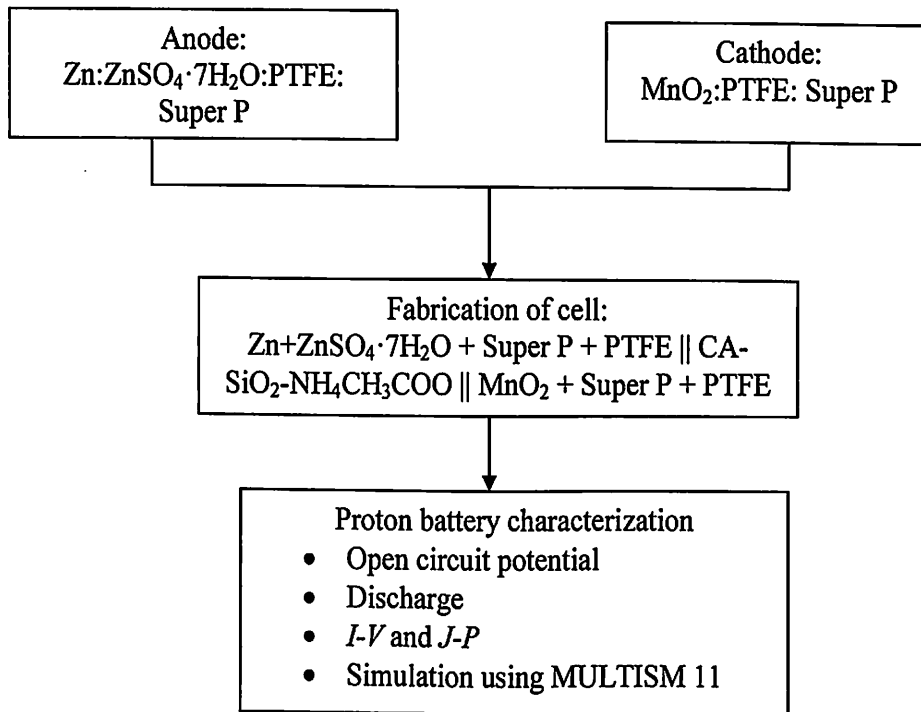 Anode:
Zn:ZnSO₄·7H₂O:PTFE:
Super P
Cathode:
MnO₂:PTFE: Super P
Fabrication of cell:
Zn+ZnSO₄·7H₂O + Super P + PTFE || CA-
SiO₂-NH₄CH₃COO || MnO₂ + Super P + PTFE
Proton battery characterization
• Open circuit potential
• Discharge
• I-V and J-P
• Simulation using MULTISM 11